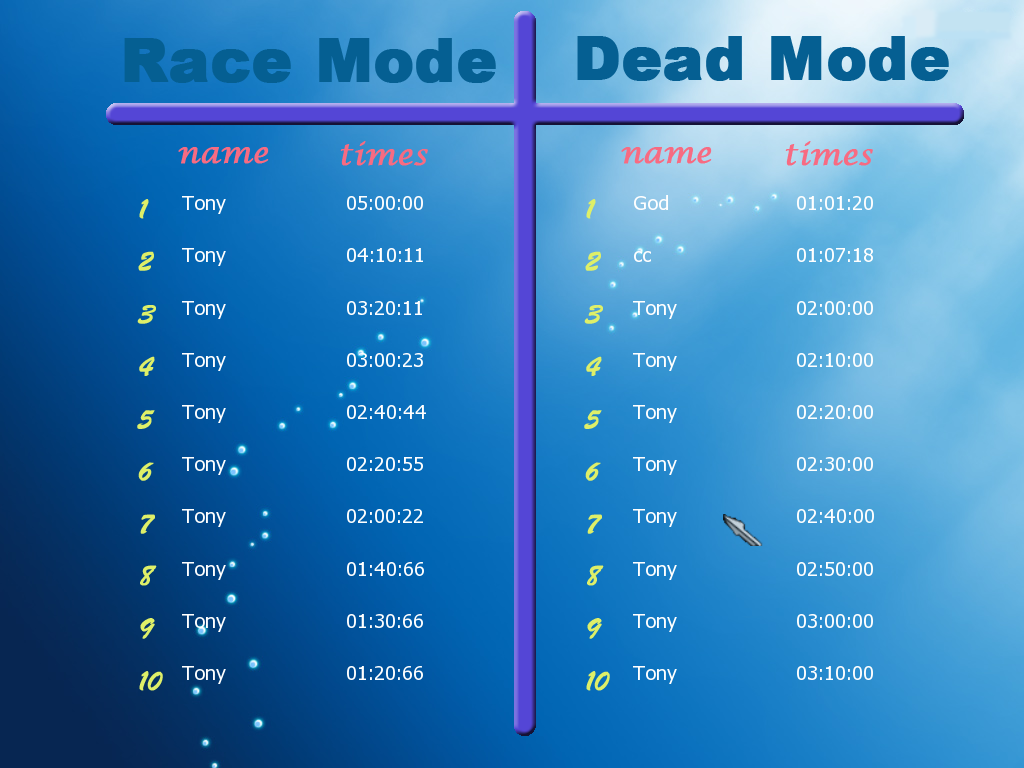 Race Mode Dead Mode
name times name times
1 Tony 05:00:00 1 God 01:01:20
2 Tony 04:10:11 2 cc 01:07:18
3 Tony 03:20:11 3 Tony 02:00:00
4 Tony 03:00:23 4 Tony 02:10:00
5 Tony 02:40:44 5 Tony 02:20:00
6 Tony 02:20:55 6 Tony 02:30:00
7 Tony 02:00:22 7 Tony 02:40:00
8 Tony 01:40:66 8 Tony 02:50:00
9 Tony 01:30:66 9 Tony 03:00:00
10 Tony 01:20:66 10 Tony 03:10:00